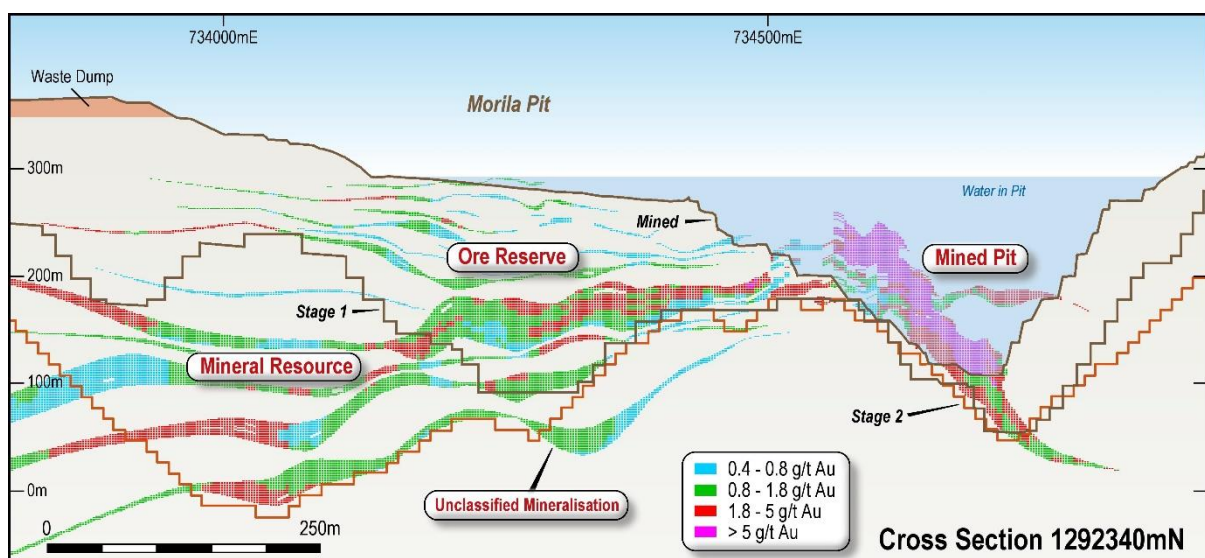 734000mE
734500mE
Waste Dump
Morila Pit
300m
Water in Pit
Mined
Ore Reserve
Mined Pit
200m
Stage 1
Mineral Resource
100m
Stage 2
0.4 - 0.8 g/t Au
0.8 - 1.8 g/t Au
1.8 - 5 g/t Au
> 5 g/t Au
0m
Unclassified Mineralisation
0
250m
Cross Section 1292340mN